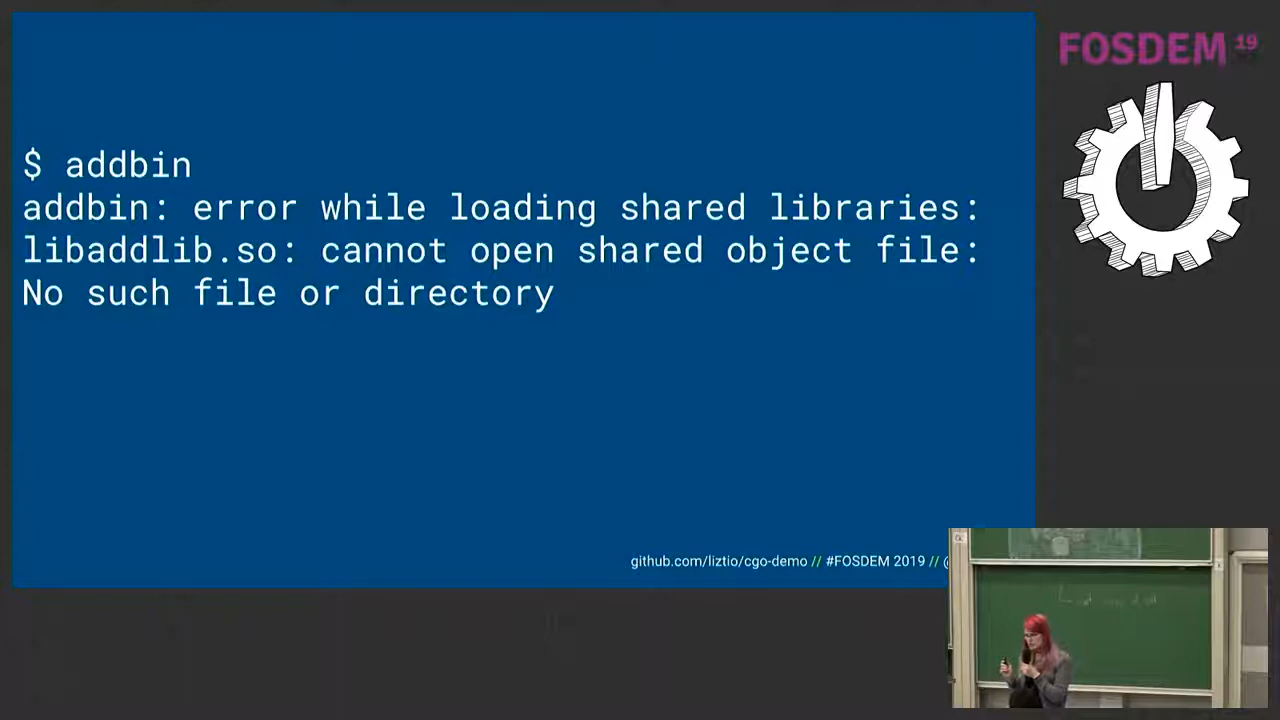 $ addbin
addbin: error while loading shared libraries:
libaddlib.so: cannot open shared object file:
No such file or directory
github.com/liztio/cgo-demo // #FOSDEM 2019 // @
FOSDEM 19